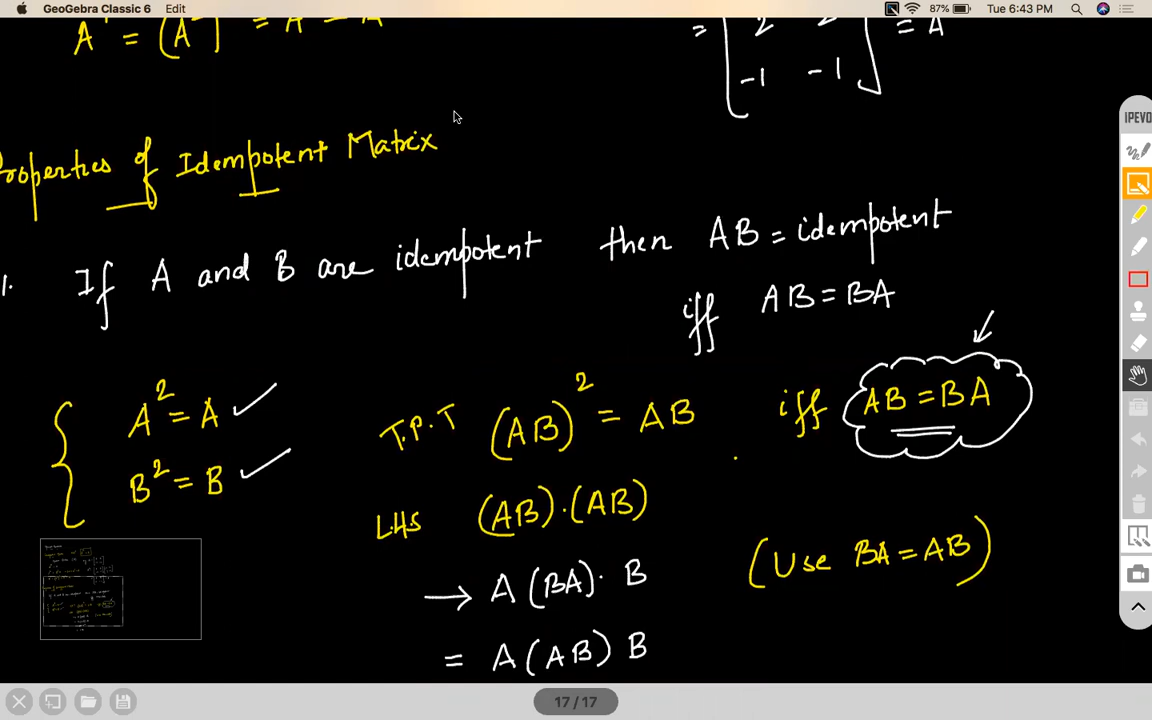 GeoGebra Classic 6 Edit 87% Tue 6:43 PM
= A
-1 -1
IPEVO
Properties of Idempotent Matrix
1. If A and B are idempotent then AB = idempotent
iff AB = BA
A² = A ✓
B² = B ✓
T.P.T (AB)² = AB iff AB = BA
LHS (AB)·(AB)
→ A(BA)· B (Use BA = AB)
= A(AB) B
17/17